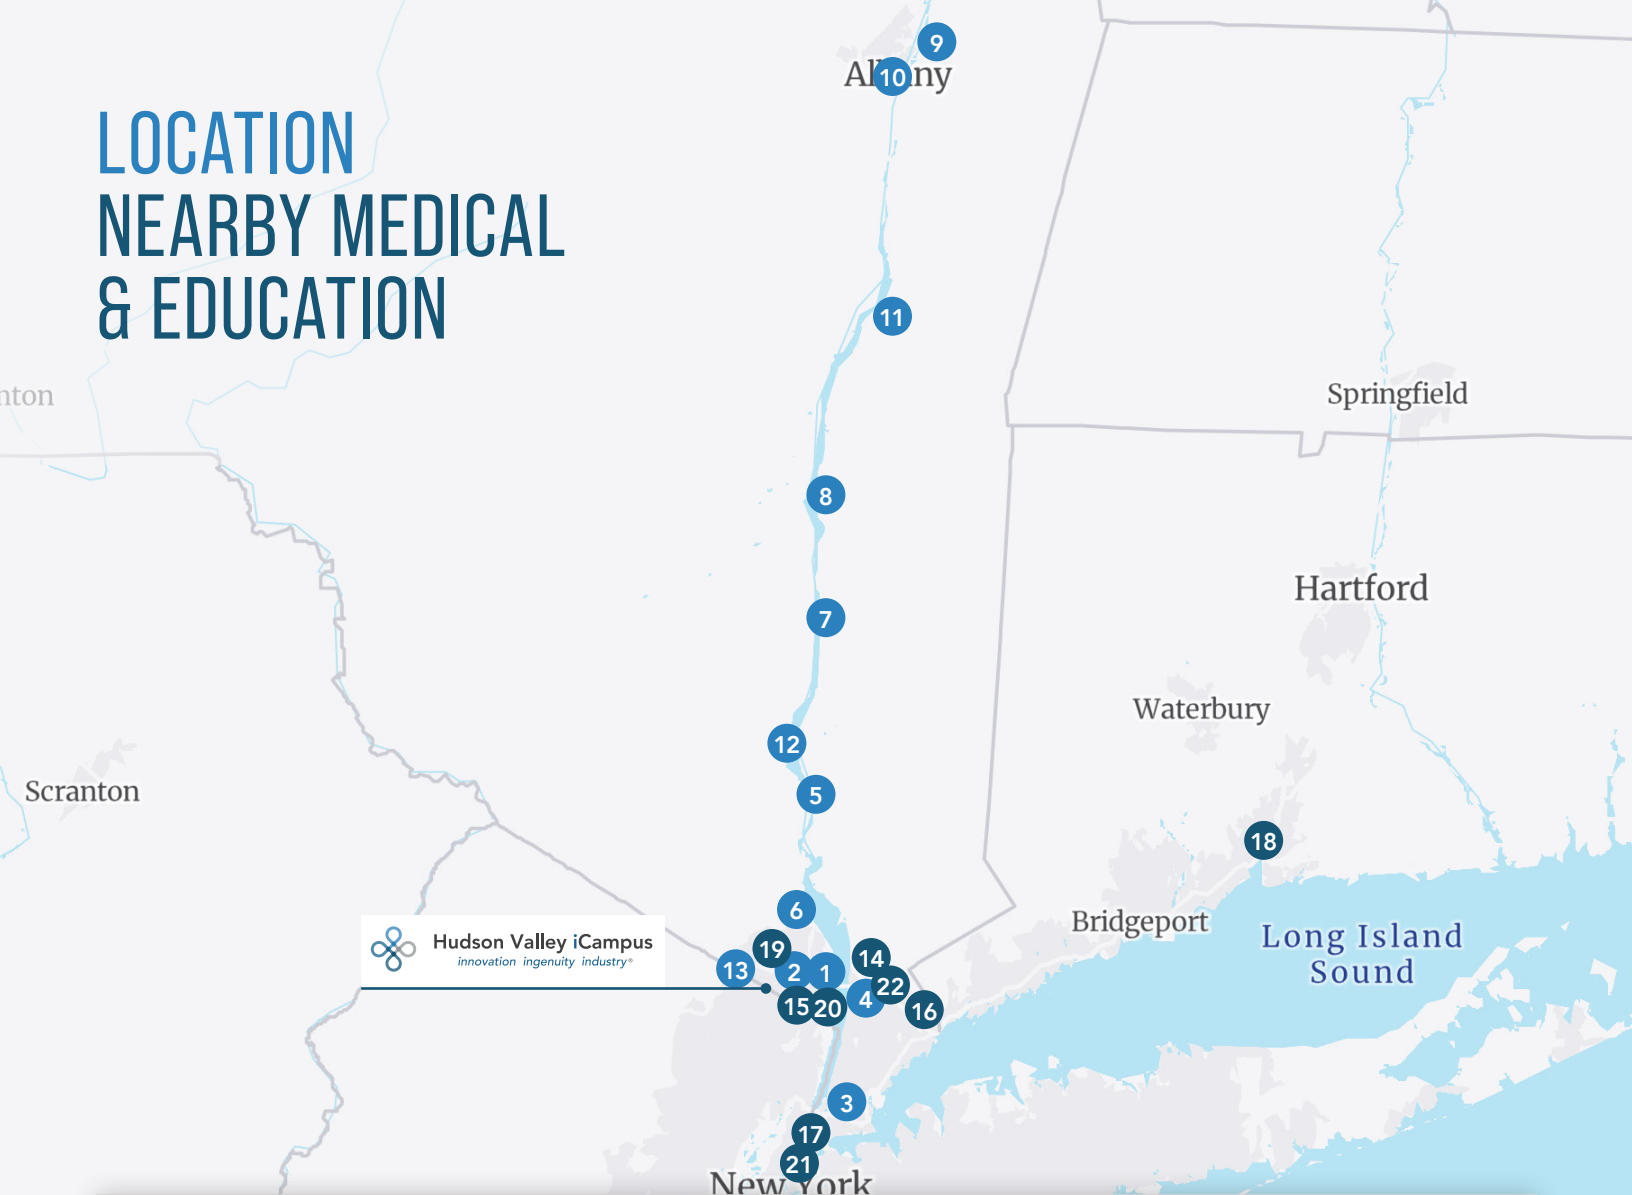 LOCATION
NEARBY MEDICAL
& EDUCATION
9
10
11
nton
Springfield
8
Hartford
7
Waterbury
12
Scranton
5
18
6
Bridgeport
Long Island
Sound
Hudson Valley iCampus
innovation ingenuity industry®
19
14
13
2
1
22
4
15
20
16
3
17
21
New York